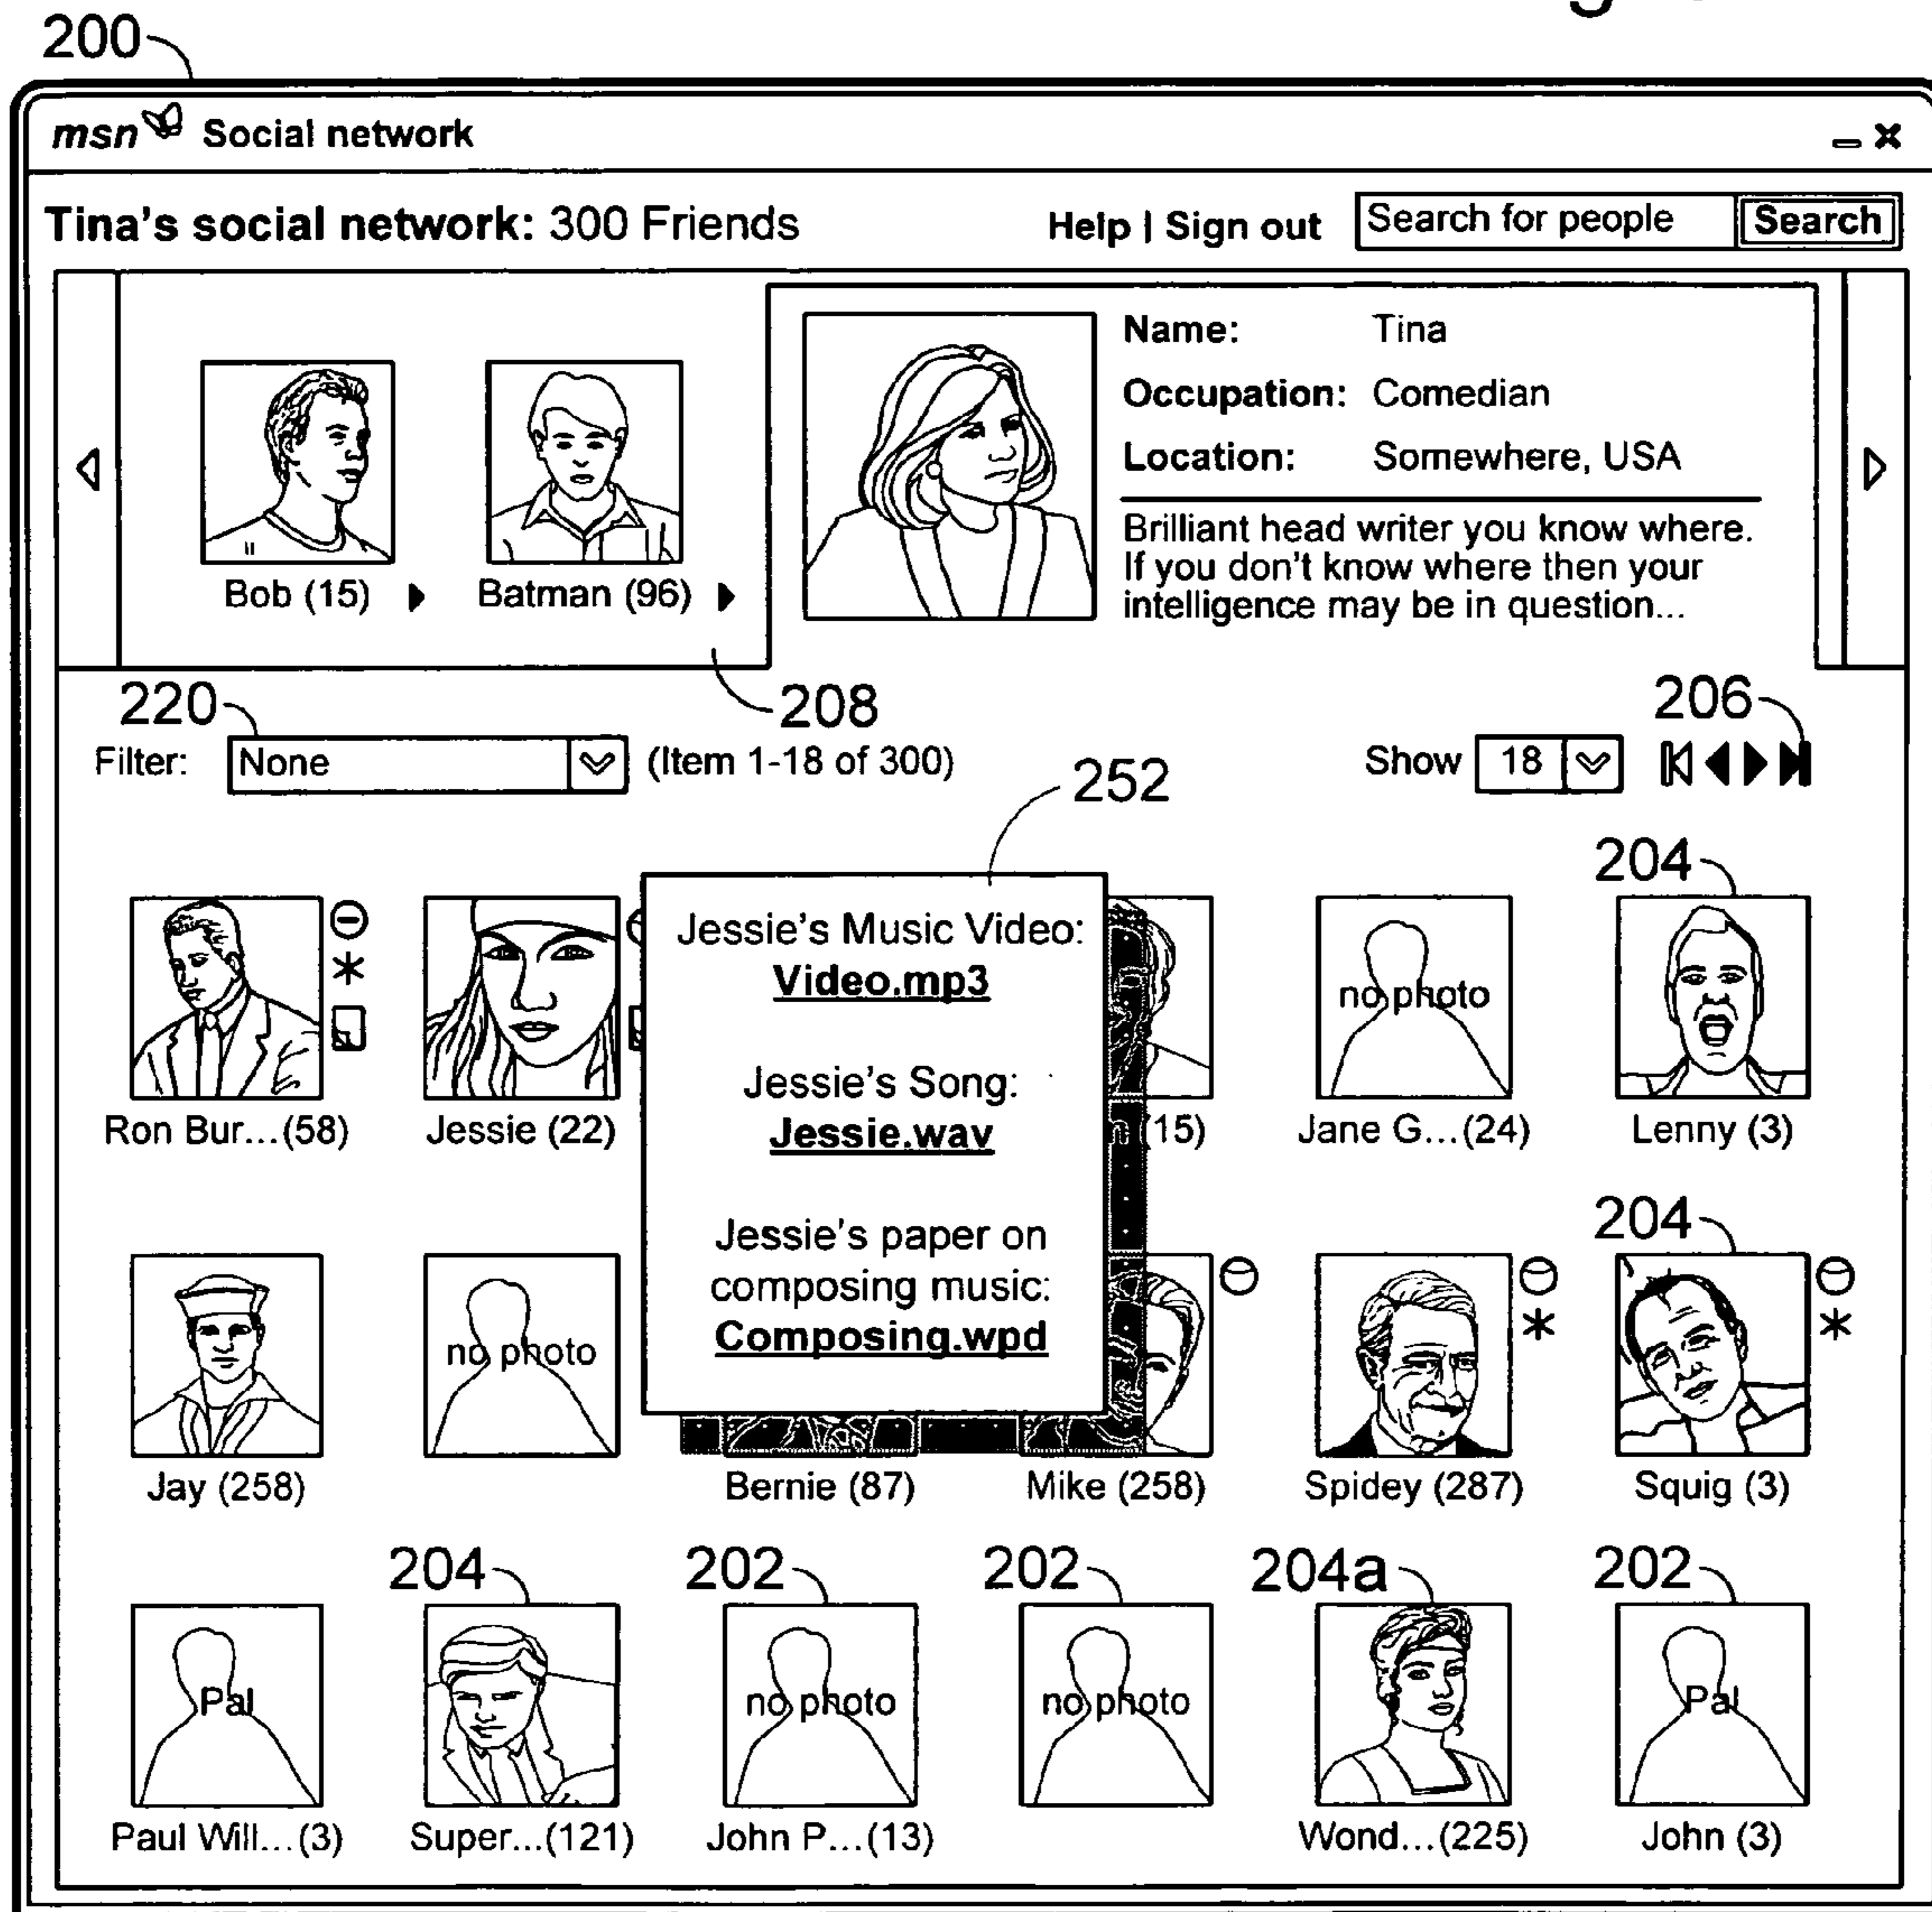 200
msn Social network
Tina's social network: 300 Friends
Help | Sign out
Search for people
Search
Name: Tina
Occupation: Comedian
Location: Somewhere, USA
Brilliant head writer you know where.
If you don't know where then your
intelligence may be in question...
Bob (15)
Batman (96)
208
220
206
Filter: None (Item 1-18 of 300)
Show 18
252
204
Jessie's Music Video:
Video.mp3
Jessie's Song:
Jessie.wav
Jessie's paper on
composing music:
Composing.wpd
no photo
Ron Bur...(58)
Jessie (22)
(15)
Jane G...(24)
Lenny (3)
204
no photo
Jay (258)
Bernie (87)
Mike (258)
Spidey (287)
Squig (3)
204
202
202
204a
202
Pal
no photo
no photo
Pal
Paul Will...(3)
Super...(121)
John P...(13)
Wond...(225)
John (3)